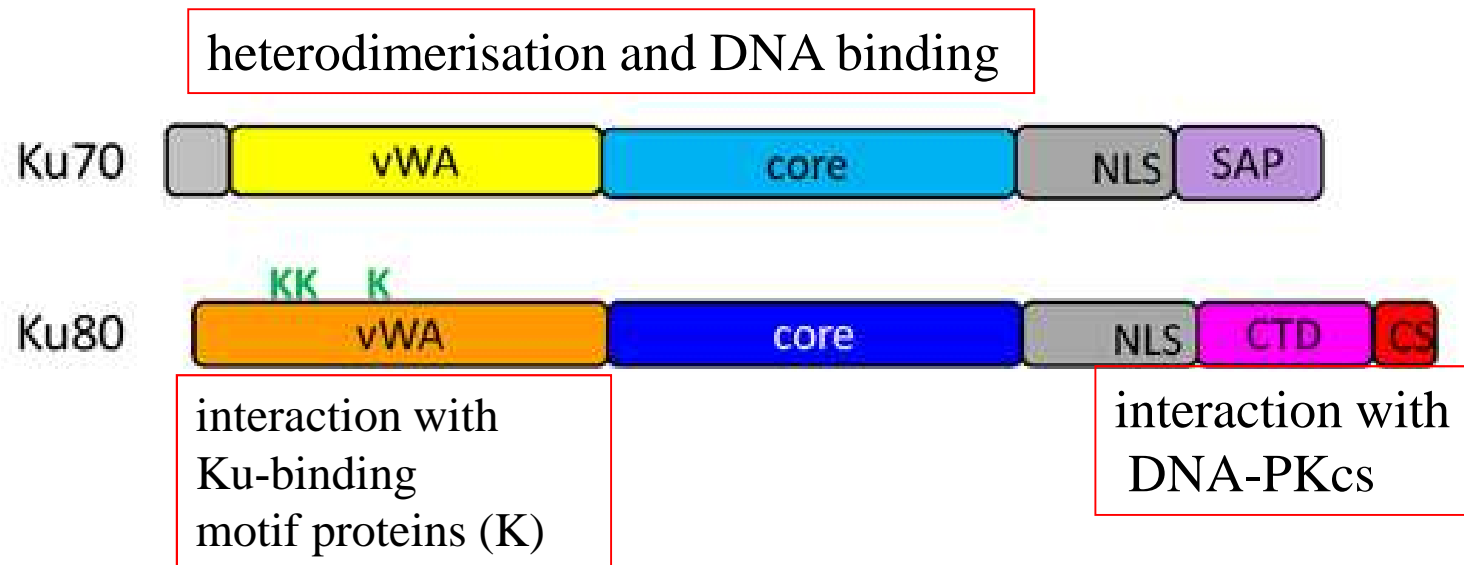 heterodimerisation and DNA binding
Ku70 vWA core NLS SAP
KK K
Ku80 vWA core NLS CTD CS
interaction with
Ku-binding
motif proteins (K)
interaction with
DNA-PKcs